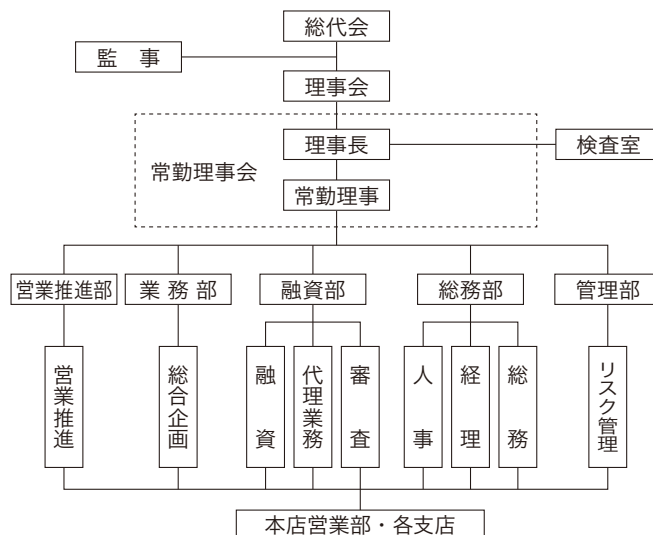 総代会
監　事
理事会
理事長
検査室
常勤理事会
常勤理事
営業推進部
業 務 部
融資部
総務部
管理部
営業推進
総合企画
融　資
代理業務
審　査
人　事
経　理
総　務
リスク管理
本店営業部・各支店